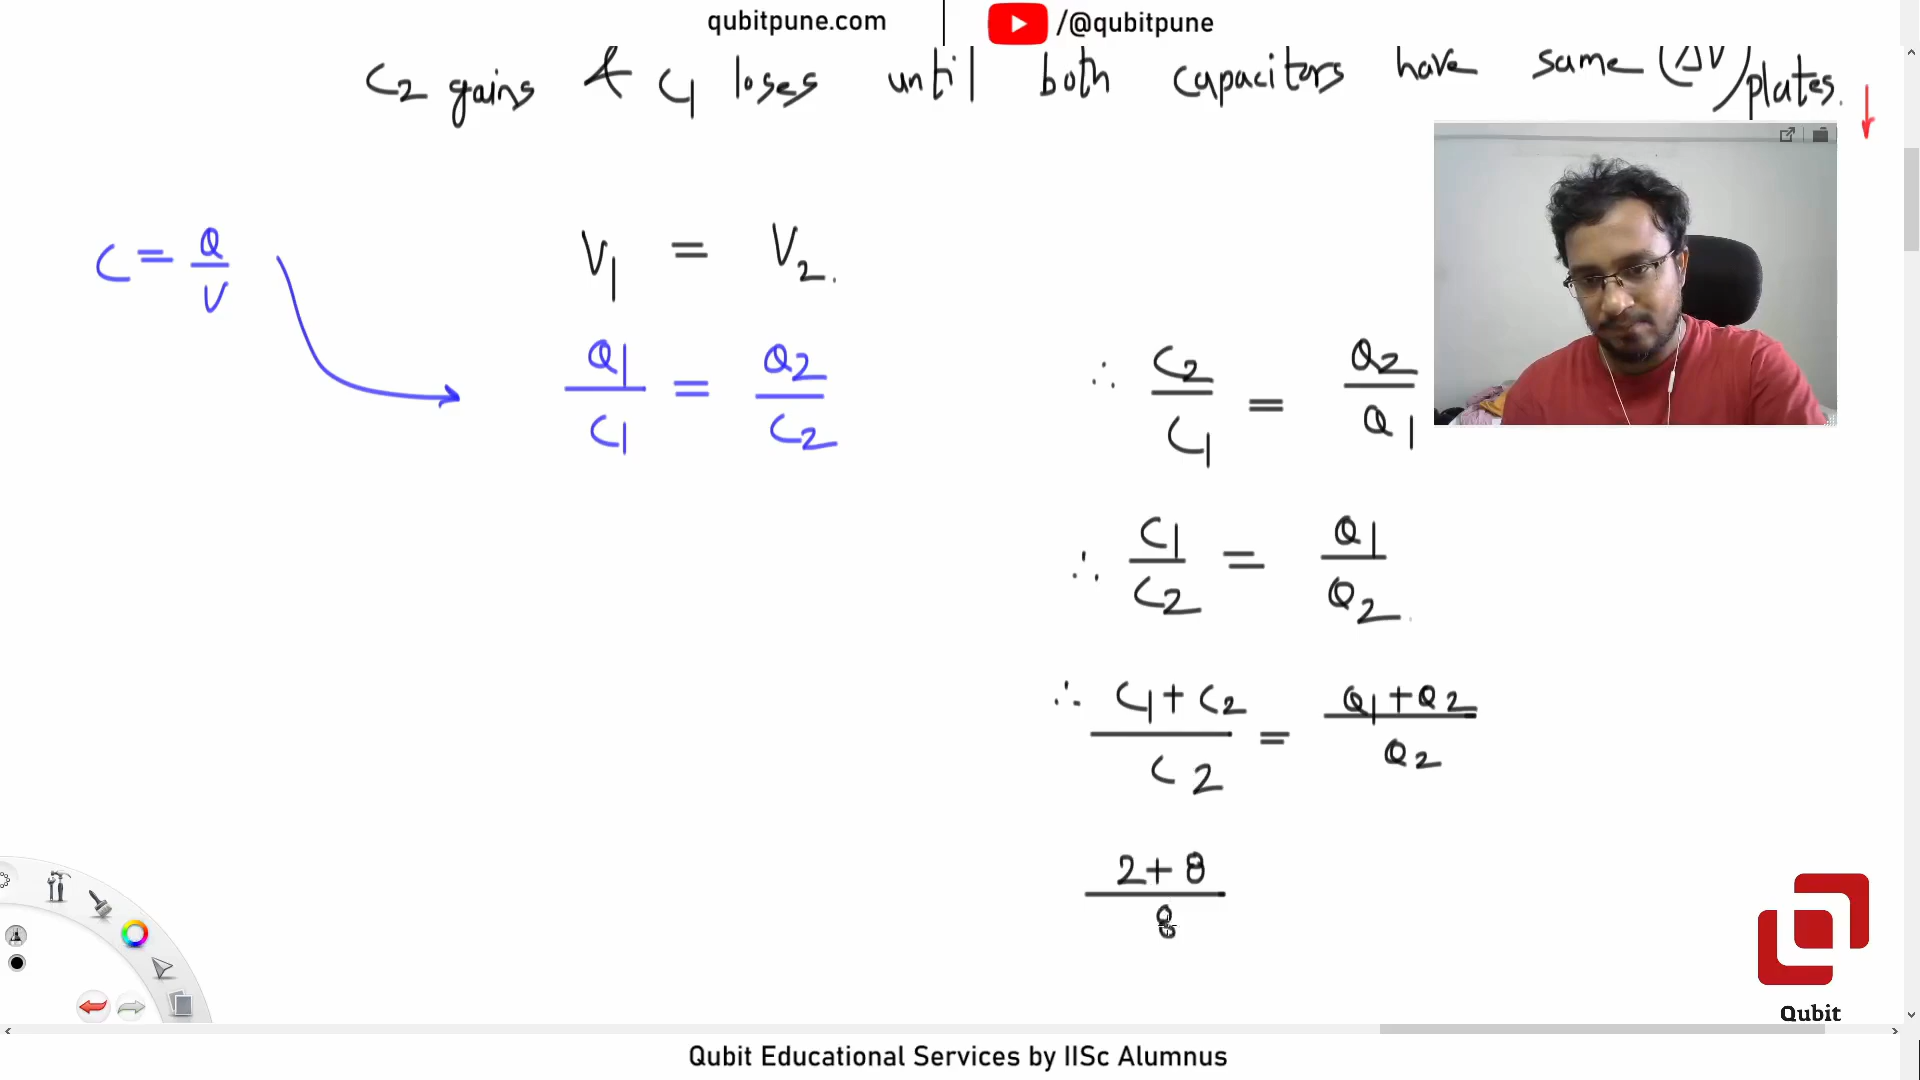 qubitpune.com | /@qubitpune
C2 gains & C1 loses until both capacitors have same (ΔV) plates.
C = Q/V
V1 = V2.
Q1/C1 = Q2/C2
∴ C2/C1 = Q2/Q1
∴ C1/C2 = Q1/Q2.
∴ (C1 + C2)/C2 = (Q1 + Q2)/Q2
(2 + 8)/8
Qubit
Qubit Educational Services by IISc Alumnus